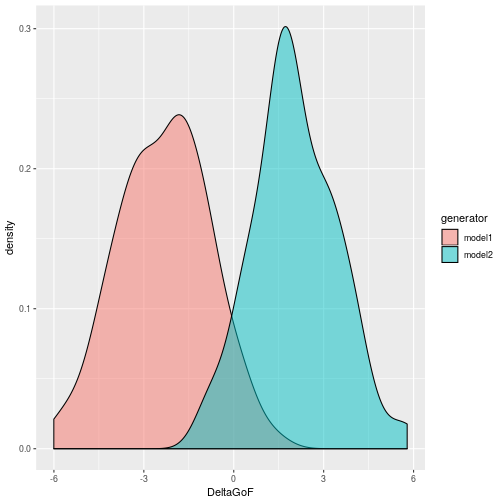 0.3
0.2
0.1
0.0
density
-6
-3
0
3
6
DeltaGoF
generator
model1
model2